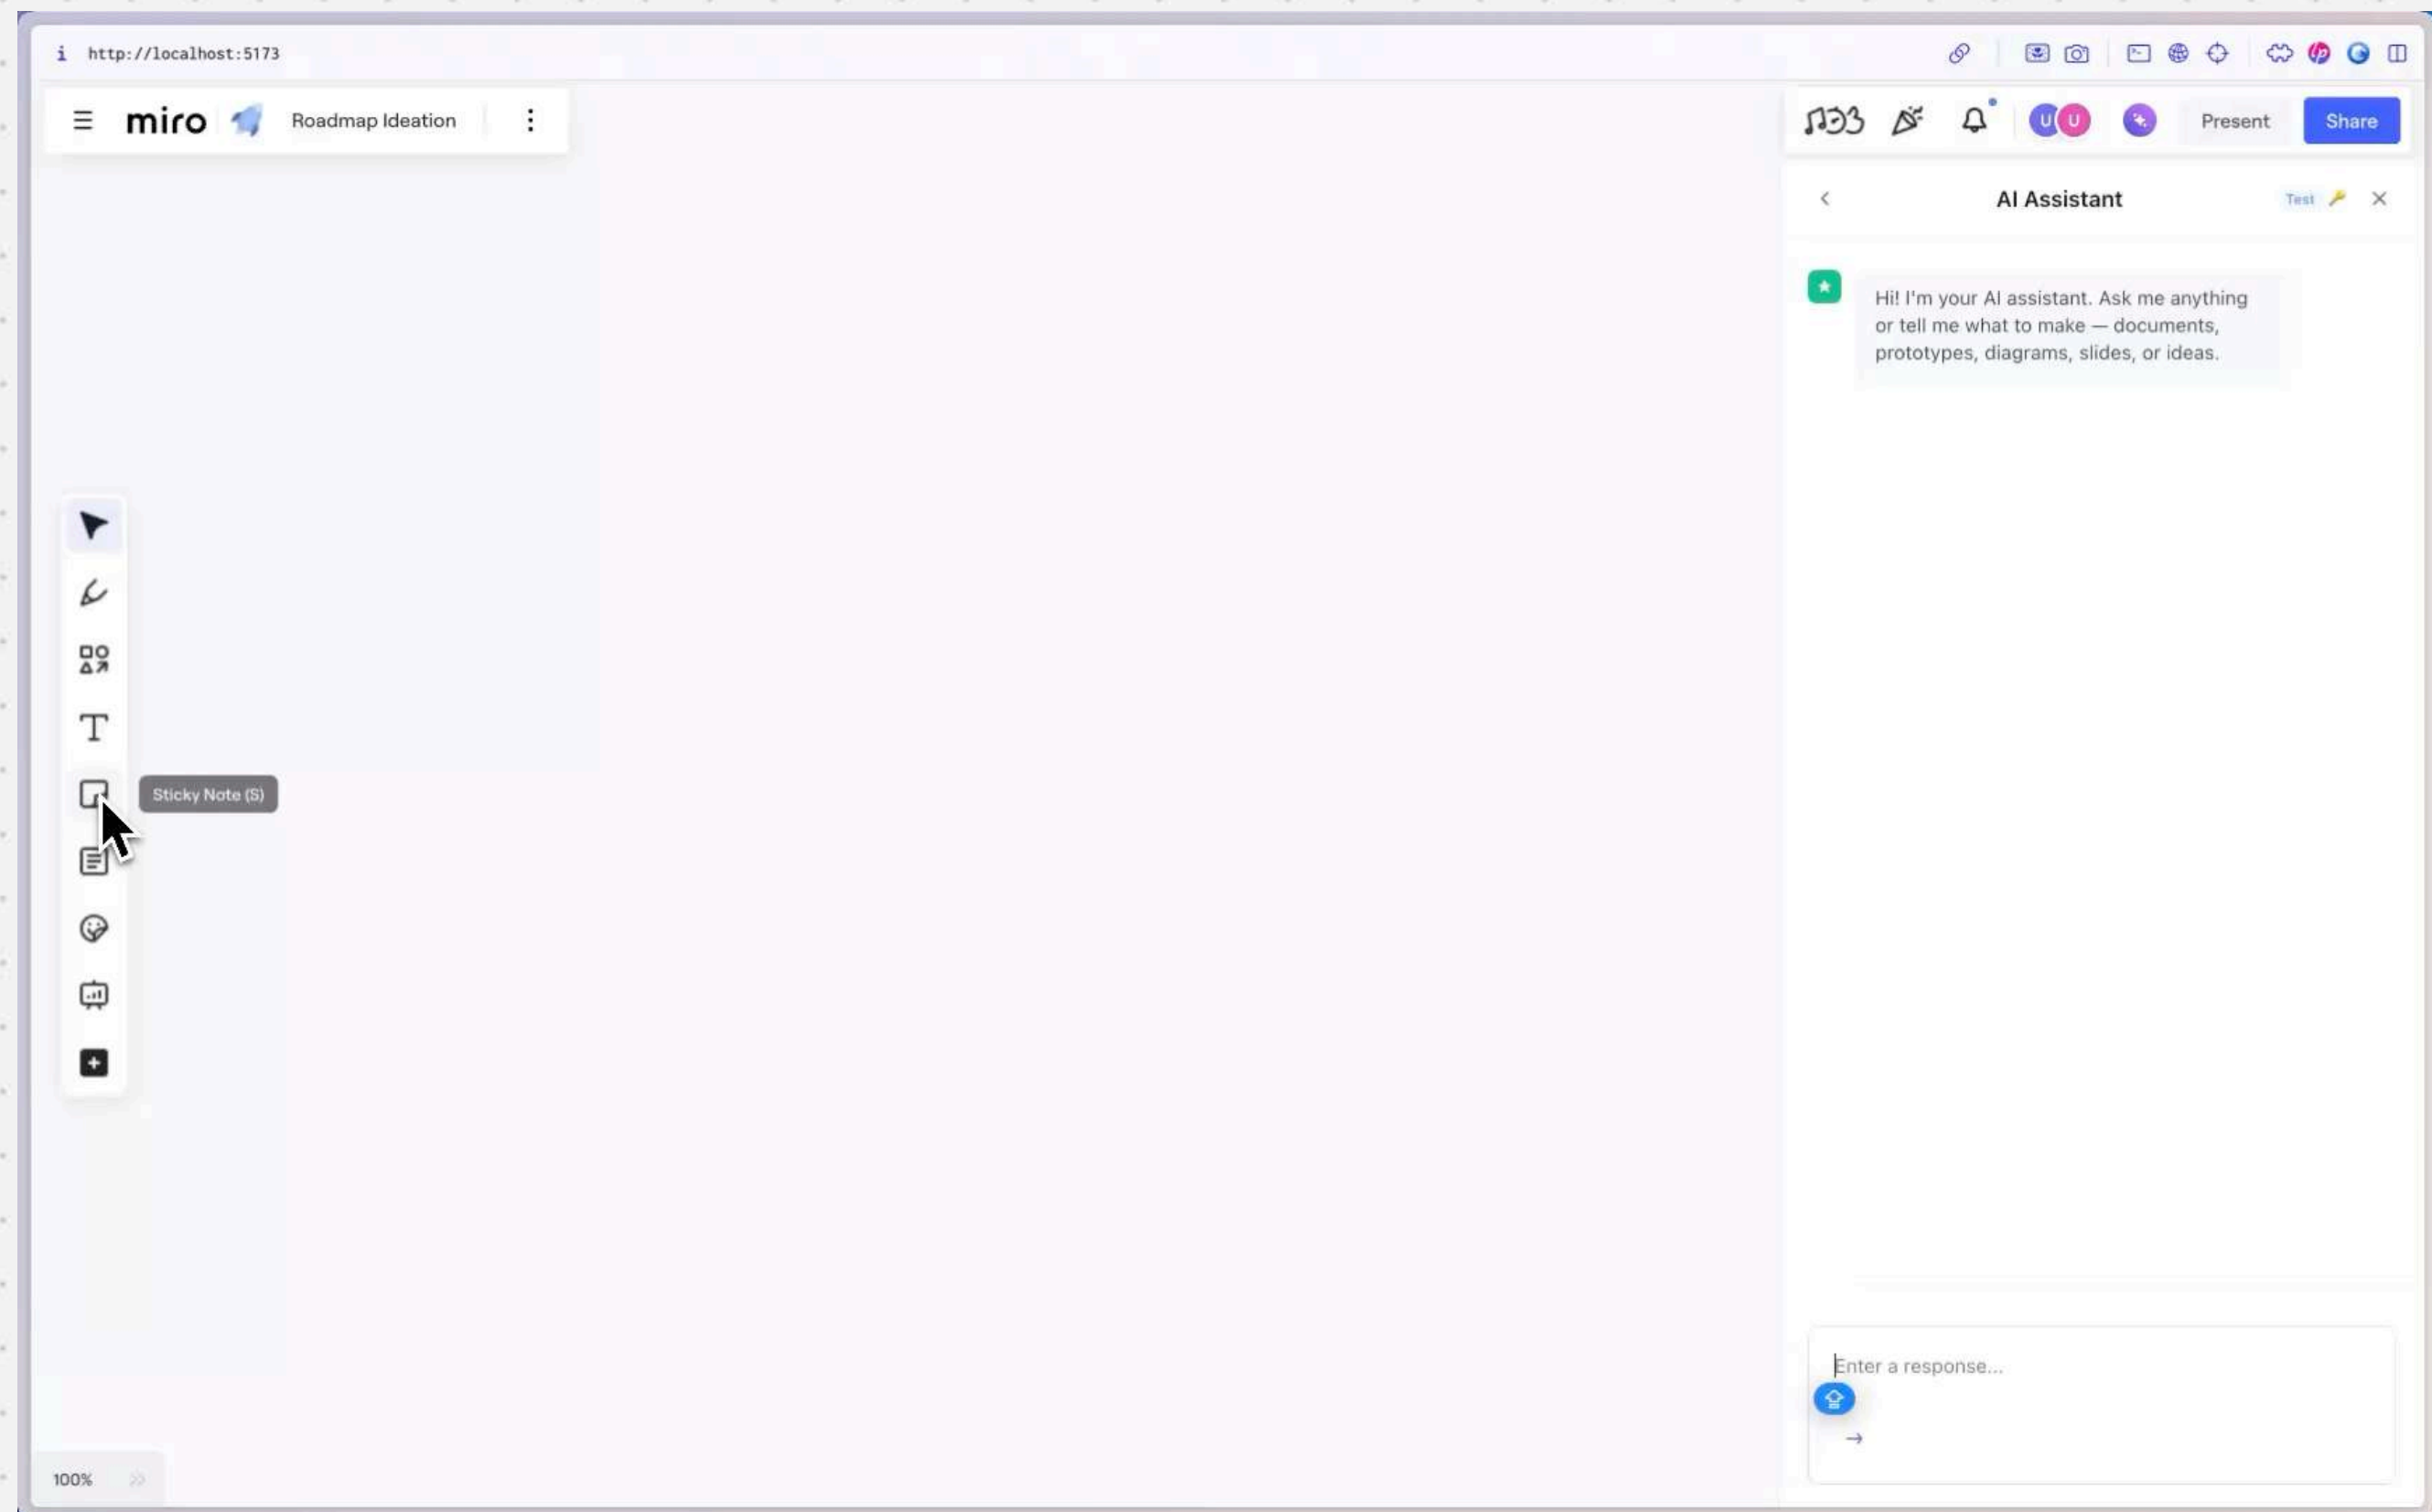 i http://localhost:5173
miro Roadmap Ideation
U U Present Share
AI Assistant Test
Hi! I'm your AI assistant. Ask me anything
or tell me what to make — documents,
prototypes, diagrams, slides, or ideas.
Sticky Note (S)
Enter a response...
100%